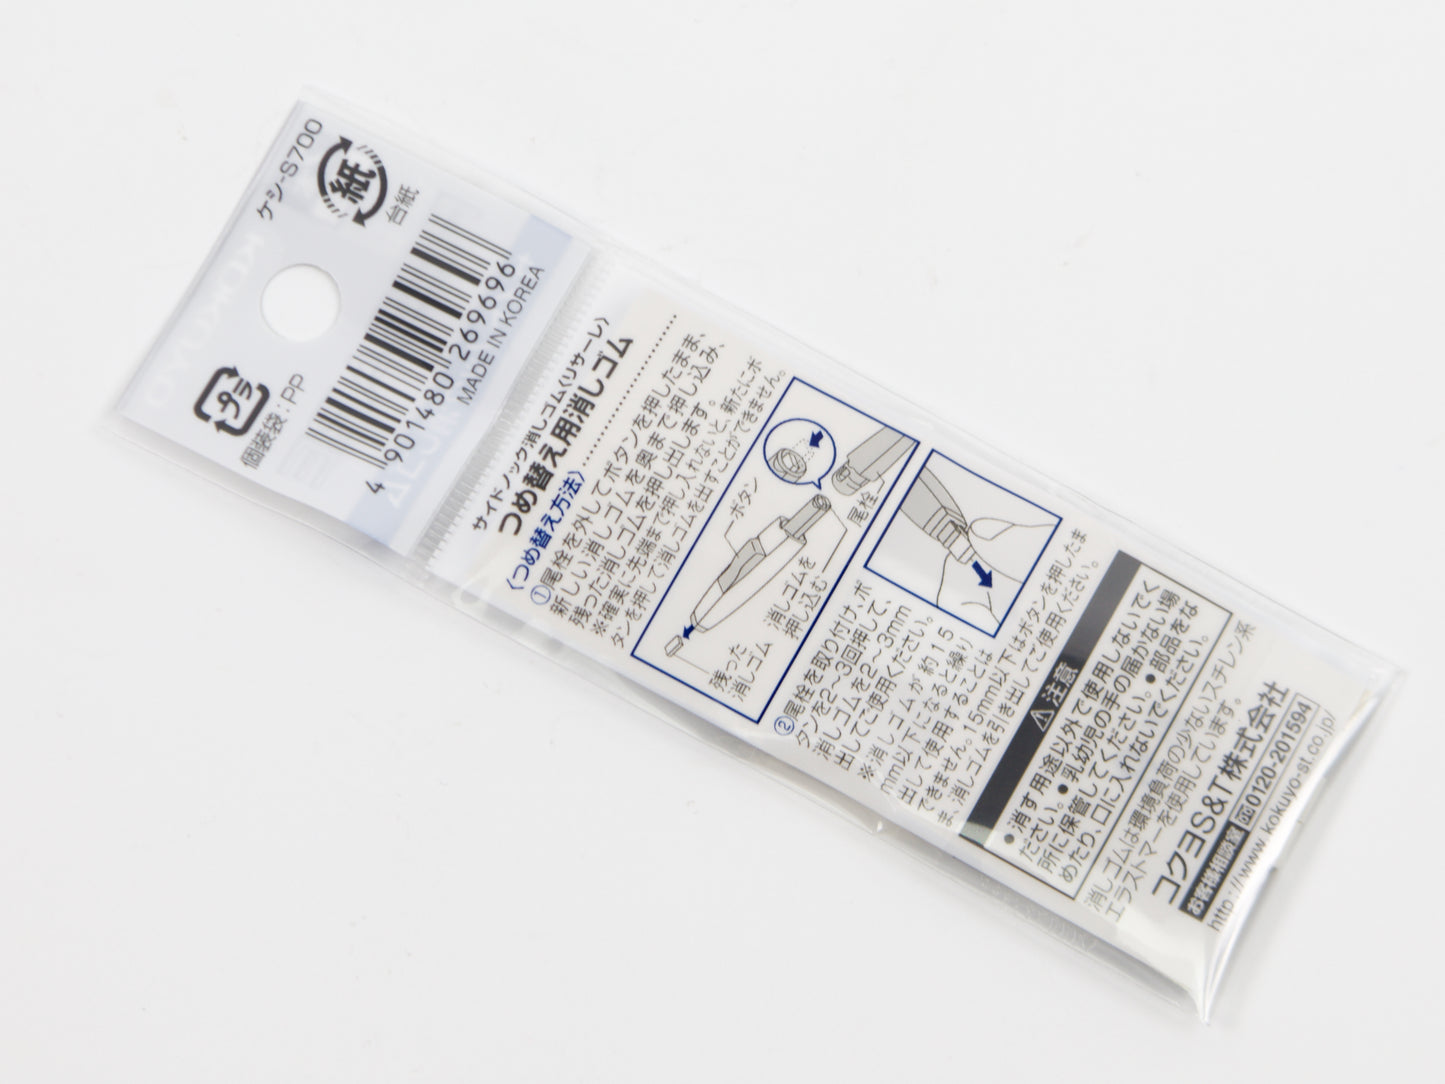 ケシ-S700
紙
台紙
プラ
個装袋：PP
4 901480 269696
MADE IN KOREA
サイドノック消しゴム〈リサーレ〉
つめ替え用消しゴム
〈つめ替え方法〉
①尾栓を外してボタンを押したまま、
新しい消しゴムを奥まで押し込み、
残った消しゴムを押し出します。
※確実に先端まで押し入れないと、新たにボ
タンを押して消しゴムを出すことができません。
ボタン
尾栓
消しゴムを
押し込む
残った
消しゴム
②尾栓を取り付け、ボ
タンを2〜3回押して、
消しゴムを2〜3mm
出してご使用ください。
※消しゴムが約15
mm以下になると繰り
出して使用することは
できません。15mm以下はボタンを押したま
ま、消しゴムを引き出してご使用ください。
注意
●消す用途以外で使用しないでく
ださい。●乳幼児の手の届かない場
所に保管してください。●部品をな
めたり、口に入れないでください。
消しゴムは環境負荷の少ないスチレン系
エラストマーを使用しています。
コクヨS&T株式会社
お客様相談室 0120-201594
http://www.kokuyo-st.co.jp/